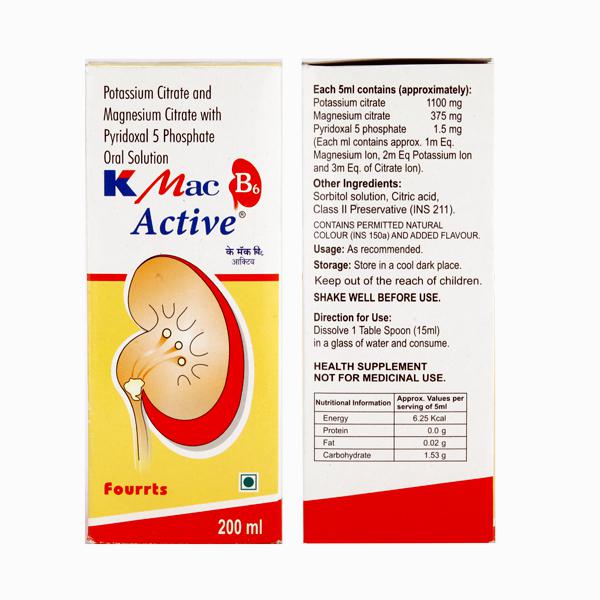 Potassium Citrate and
Magnesium Citrate with
Pyridoxal 5 Phosphate
Oral Solution
K Mac B6
Active®
के मॅक बि6
आक्टिव
Fourrts
200 ml
Each 5ml contains (approximately):
Potassium citrate 1100 mg
Magnesium citrate 375 mg
Pyridoxal 5 phosphate 1.5 mg
(Each ml contains approx. 1m Eq.
Magnesium Ion, 2m Eq Potassium Ion
and 3m Eq. of Citrate Ion).
Other Ingredients:
Sorbitol solution, Citric acid,
Class II Preservative (INS 211).
CONTAINS PERMITTED NATURAL
COLOUR (INS 150a) AND ADDED FLAVOUR.
Usage: As recommended.
Storage: Store in a cool dark place.
Keep out of the reach of children.
SHAKE WELL BEFORE USE.
Direction for Use:
Dissolve 1 Table Spoon (15ml)
in a glass of water and consume.
HEALTH SUPPLEMENT
NOT FOR MEDICINAL USE.
Nutritional Information Approx. Values per
serving of 5ml
Energy 6.25 Kcal
Protein 0.0 g
Fat 0.02 g
Carbohydrate 1.53 g